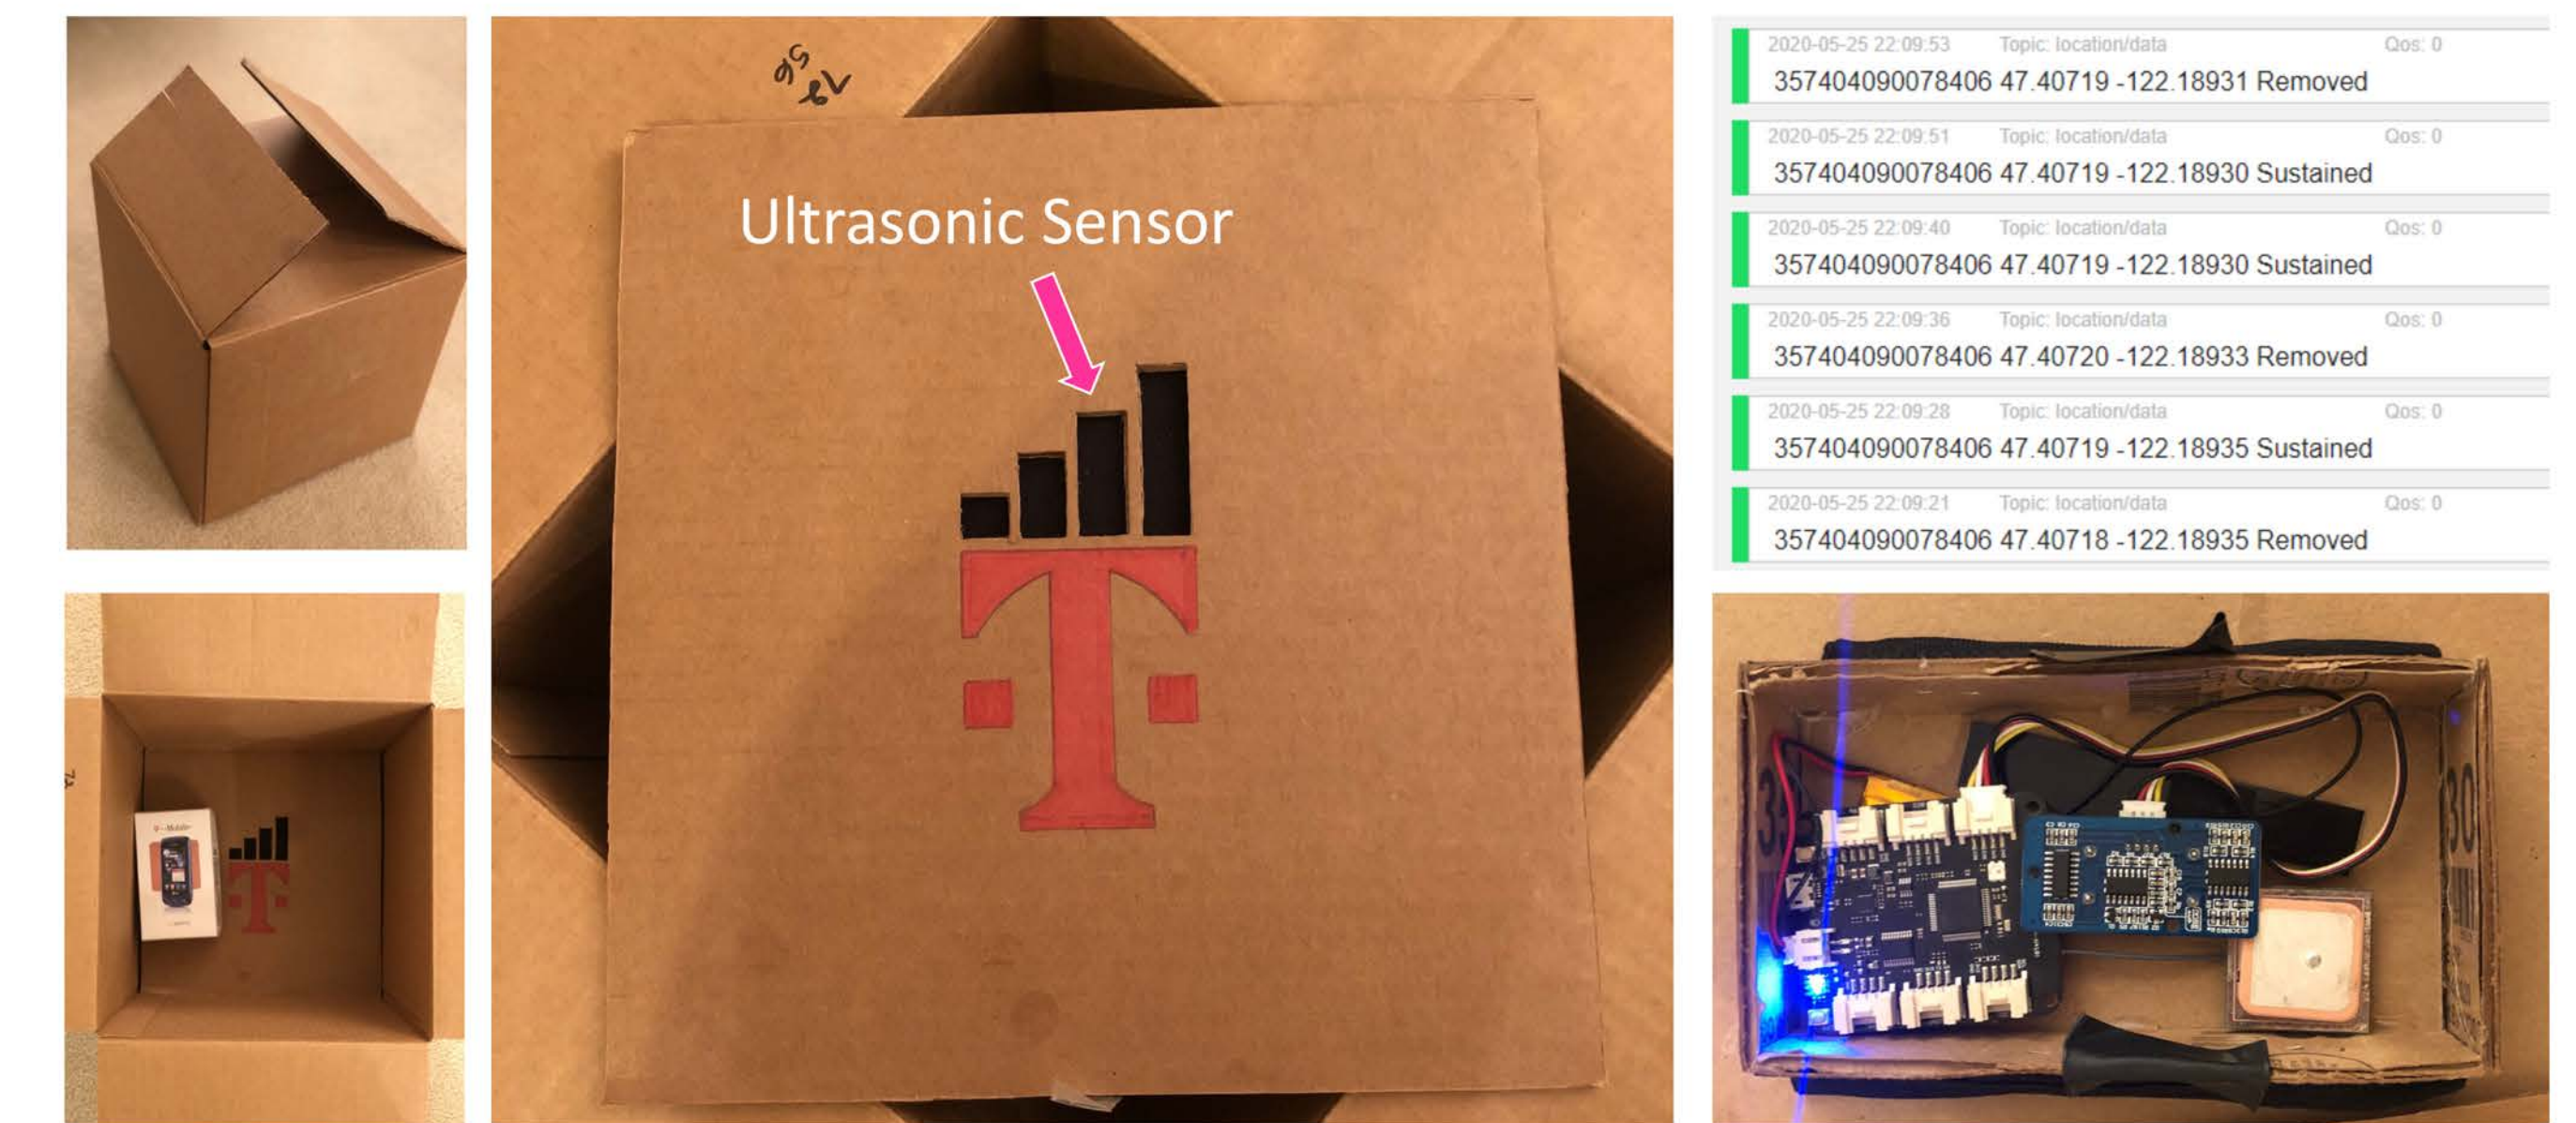 56
78
Ultrasonic Sensor
T
T-Mobile
T
2020-05-25 22:09:53 Topic: location/data Qos: 0
357404090078406 47.40719 -122.18931 Removed
2020-05-25 22:09:51 Topic: location/data Qos: 0
357404090078406 47.40719 -122.18930 Sustained
2020-05-25 22:09:40 Topic: location/data Qos: 0
357404090078406 47.40719 -122.18930 Sustained
2020-05-25 22:09:36 Topic: location/data Qos: 0
357404090078406 47.40720 -122.18933 Removed
2020-05-25 22:09:28 Topic: location/data Qos: 0
357404090078406 47.40719 -122.18935 Sustained
2020-05-25 22:09:21 Topic: location/data Qos: 0
357404090078406 47.40718 -122.18935 Removed
30